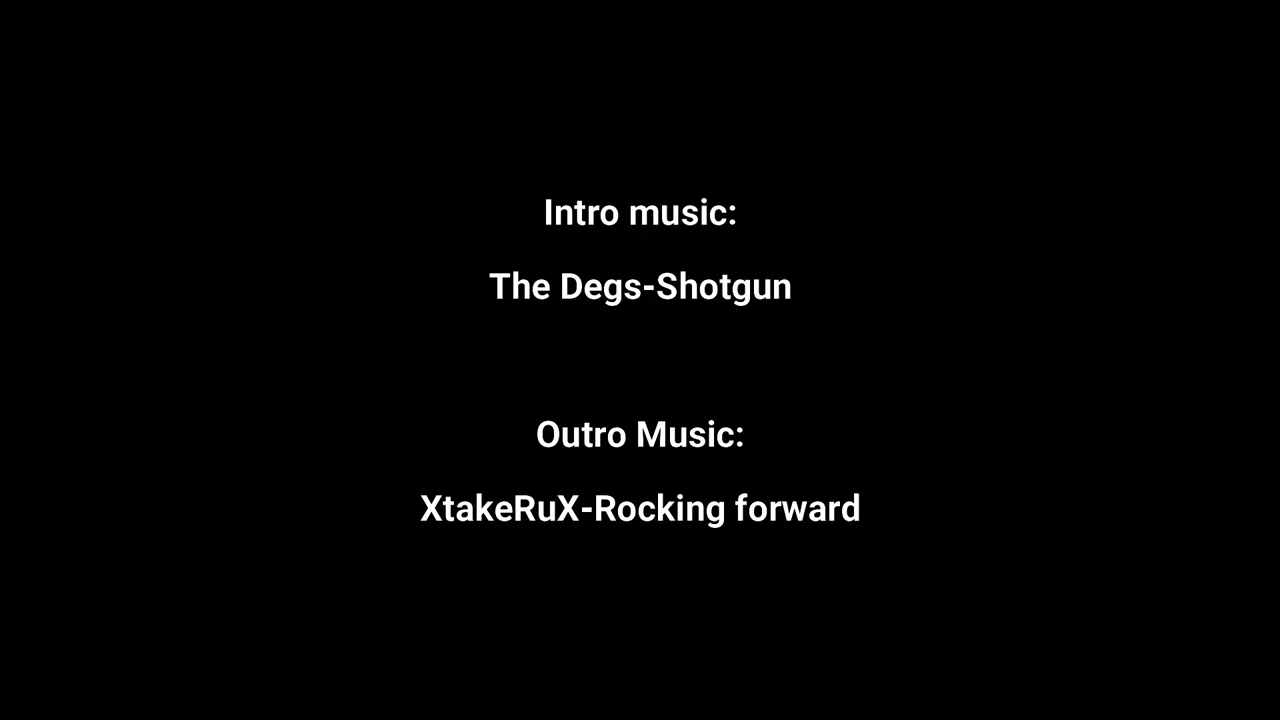 Intro music:
The Degs-Shotgun
Outro Music:
XtakeRuX-Rocking forward